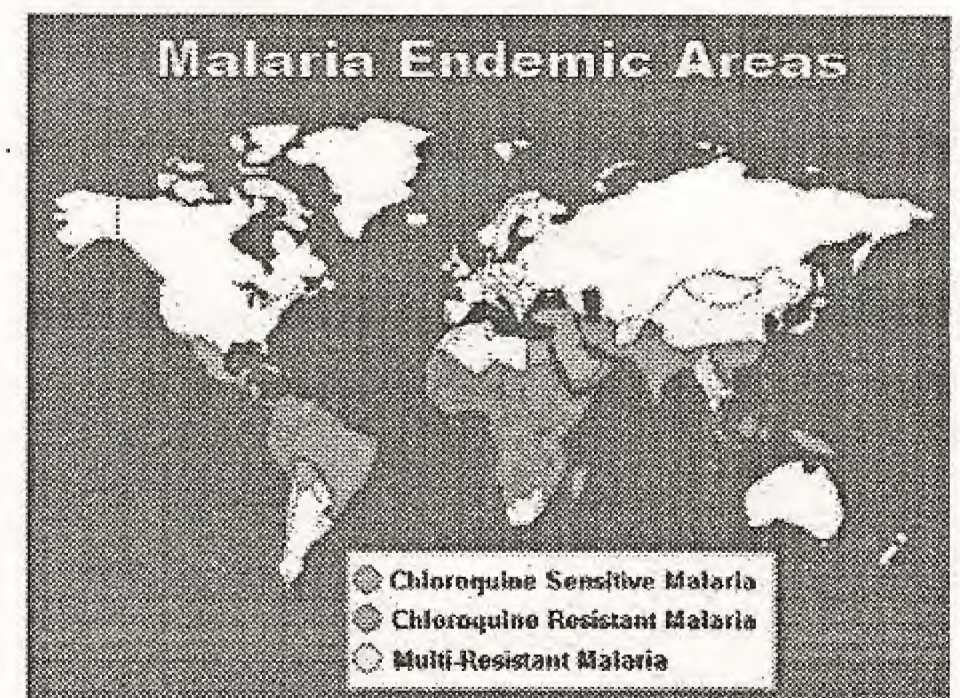 Malaria Endemic Areas
Chloroquine Sensitive Malaria
Chloroquine Resistant Malaria
Multi-Resistant Malaria